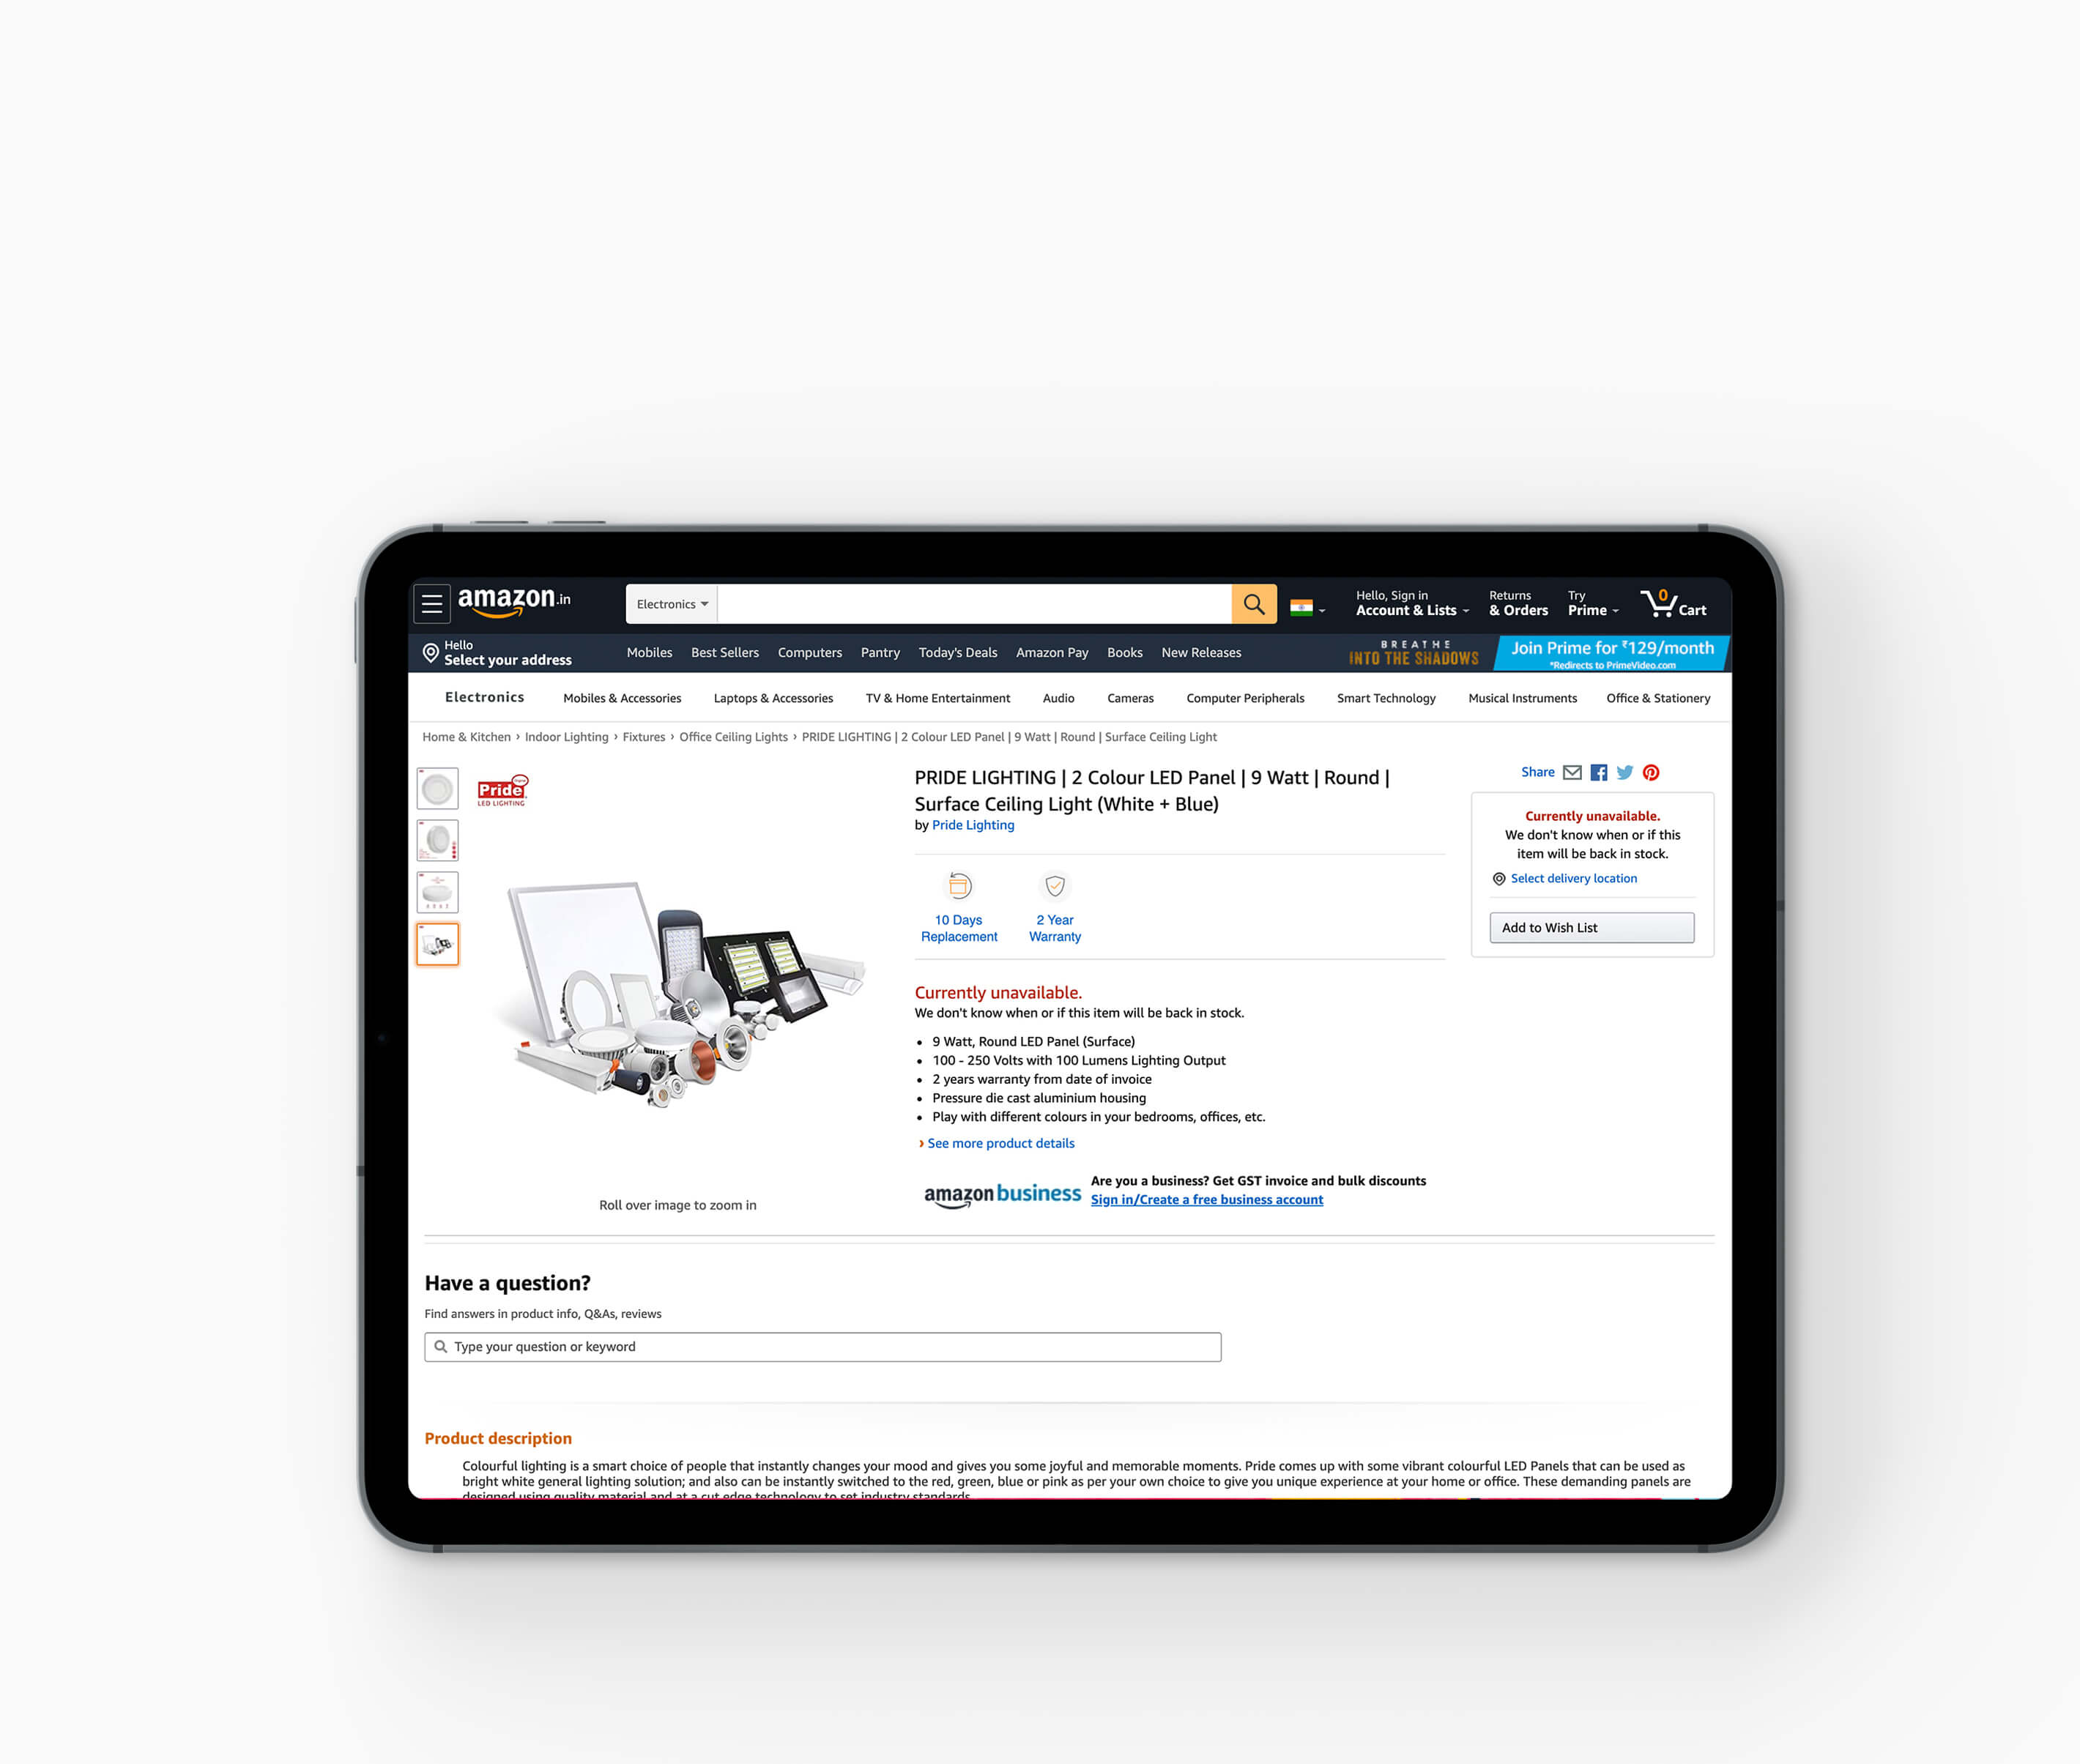 amazon.in
Electronics
Hello, Sign in
Account & Lists
Returns
& Orders
Try
Prime
0
Cart
Hello
Select your address
Mobiles Best Sellers Computers Pantry Today's Deals Amazon Pay Books New Releases
BREATHE
INTO THE SHADOWS
Join Prime for ₹129/month
*Redirects to PrimeVideo.com
Electronics Mobiles & Accessories Laptops & Accessories TV & Home Entertainment Audio Cameras Computer Peripherals Smart Technology Musical Instruments Office & Stationery
Home & Kitchen › Indoor Lighting › Fixtures › Office Ceiling Lights › PRIDE LIGHTING | 2 Colour LED Panel | 9 Watt | Round | Surface Ceiling Light
Pride
LED LIGHTING
Roll over image to zoom in
PRIDE LIGHTING | 2 Colour LED Panel | 9 Watt | Round |
Surface Ceiling Light (White + Blue)
by Pride Lighting
10 Days
Replacement
2 Year
Warranty
Currently unavailable.
We don't know when or if this item will be back in stock.
• 9 Watt, Round LED Panel (Surface)
• 100 - 250 Volts with 100 Lumens Lighting Output
• 2 years warranty from date of invoice
• Pressure die cast aluminium housing
• Play with different colours in your bedrooms, offices, etc.
› See more product details
amazon business
Are you a business? Get GST invoice and bulk discounts
Sign in/Create a free business account
Share
Currently unavailable.
We don't know when or if this
item will be back in stock.
Select delivery location
Add to Wish List
Have a question?
Find answers in product info, Q&As, reviews
Type your question or keyword
Product description
Colourful lighting is a smart choice of people that instantly changes your mood and gives you some joyful and memorable moments. Pride comes up with some vibrant colourful LED Panels that can be used as
bright white general lighting solution; and also can be instantly switched to the red, green, blue or pink as per your own choice to give you unique experience at your home or office. These demanding panels are
designed using quality material and at a cut edge technology to set industry standards.